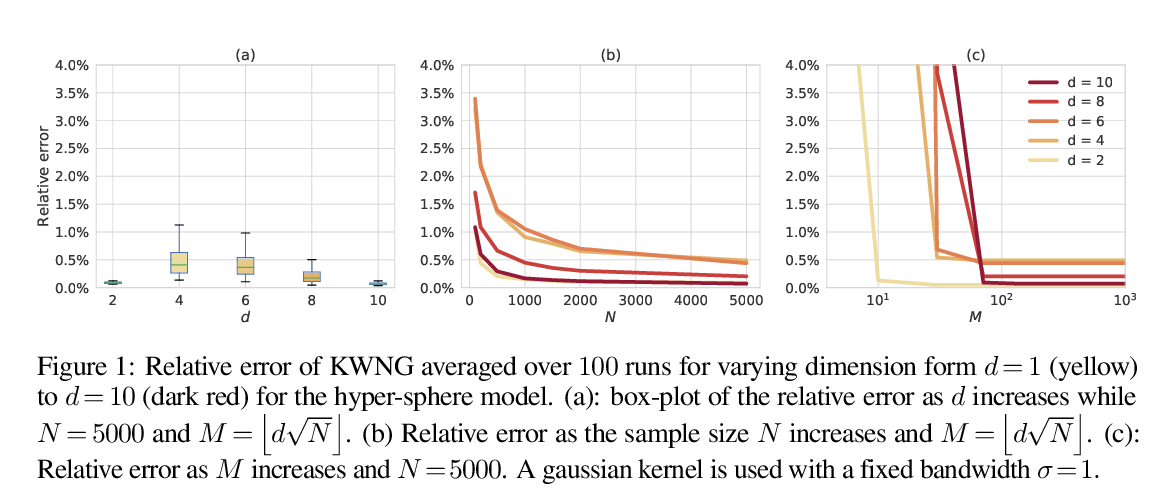 (a)
4.0%
3.5%
3.0%
2.5%
2.0%
1.5%
1.0%
0.5%
0.0%
Relative error
2 4 6 8 10
d
(b)
4.0%
3.5%
3.0%
2.5%
2.0%
1.5%
1.0%
0.5%
0.0%
0 1000 2000 3000 4000 5000
N
(c)
4.0%
3.5%
3.0%
2.5%
2.0%
1.5%
1.0%
0.5%
0.0%
d = 10
d = 8
d = 6
d = 4
d = 2
10¹ 10² 10³
M
Figure 1: Relative error of KWNG averaged over 100 runs for varying dimension form d = 1 (yellow)
to d = 10 (dark red) for the hyper-sphere model. (a): box-plot of the relative error as d increases while
N = 5000 and M = ⌊d√N⌋. (b) Relative error as the sample size N increases and M = ⌊d√N⌋. (c):
Relative error as M increases and N = 5000. A gaussian kernel is used with a fixed bandwidth σ = 1.